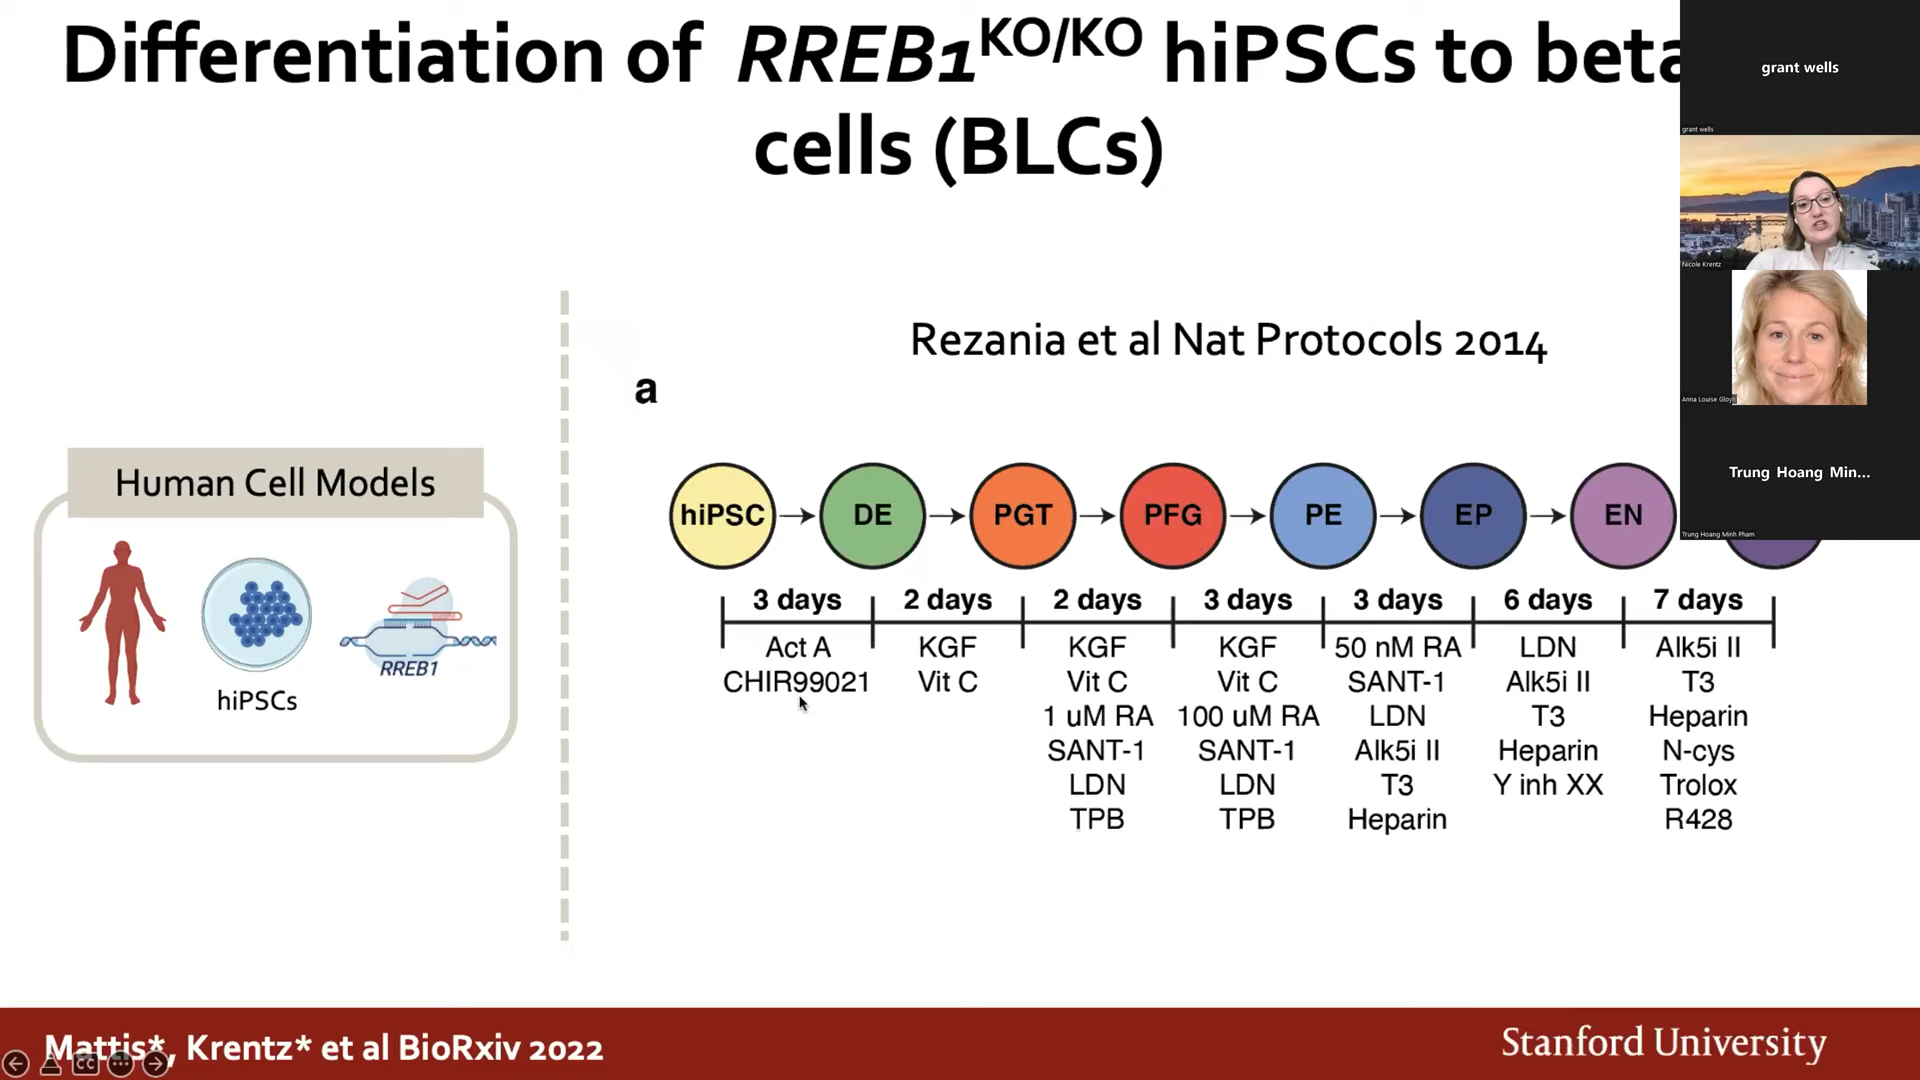 Differentiation of RREB1KO/KO hiPSCs to beta
cells (BLCs)
Rezania et al Nat Protocols 2014
a
Human Cell Models
hiPSCs
RREB1
hiPSC
DE
PGT
PFG
PE
EP
EN
3 days
2 days
2 days
3 days
3 days
6 days
7 days
Act A
CHIR99021
KGF
Vit C
KGF
Vit C
1 uM RA
SANT-1
LDN
TPB
KGF
Vit C
100 uM RA
SANT-1
LDN
TPB
50 nM RA
SANT-1
LDN
Alk5i II
T3
Heparin
LDN
Alk5i II
T3
Heparin
Y inh XX
Alk5i II
T3
Heparin
N-cys
Trolox
R428
Mattis*, Krentz* et al BioRxiv 2022
Stanford University
CC
grant wells
grant wells
Nicole Krentz
Anna Louise Gloyn
Trung Hoang Min...
Trung Hoang Minh Pham